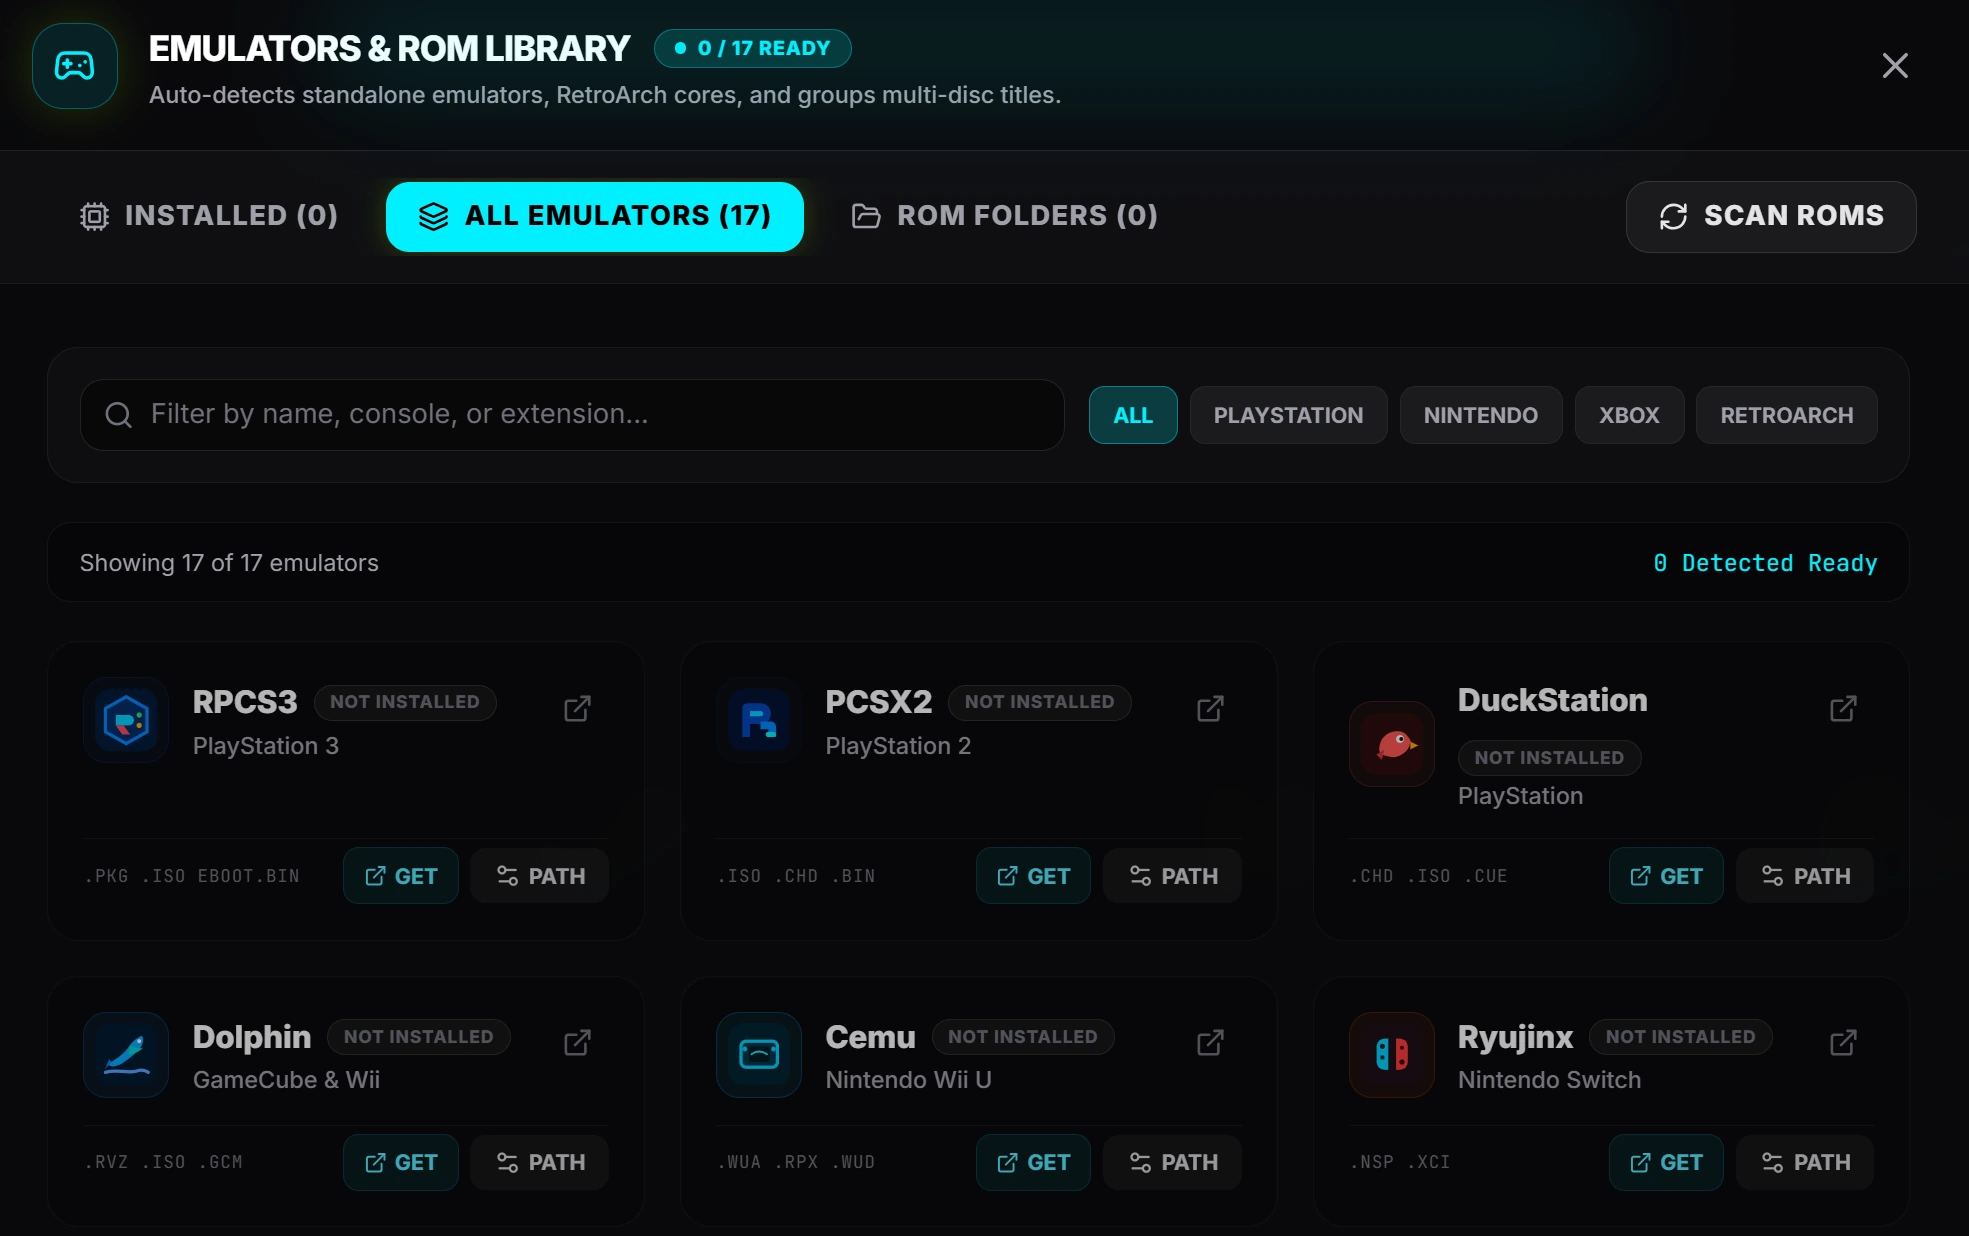 EMULATORS & ROM LIBRARY
0 / 17 READY
Auto-detects standalone emulators, RetroArch cores, and groups multi-disc titles.
INSTALLED (0)
ALL EMULATORS (17)
ROM FOLDERS (0)
SCAN ROMS
Filter by name, console, or extension...
ALL
PLAYSTATION
NINTENDO
XBOX
RETROARCH
Showing 17 of 17 emulators
0 Detected Ready
RPCS3
NOT INSTALLED
PlayStation 3
.PKG .ISO EBOOT.BIN
GET
PATH
PCSX2
NOT INSTALLED
PlayStation 2
.ISO .CHD .BIN
GET
PATH
DuckStation
NOT INSTALLED
PlayStation
.CHD .ISO .CUE
GET
PATH
Dolphin
NOT INSTALLED
GameCube & Wii
.RVZ .ISO .GCM
GET
PATH
Cemu
NOT INSTALLED
Nintendo Wii U
.WUA .RPX .WUD
GET
PATH
Ryujinx
NOT INSTALLED
Nintendo Switch
.NSP .XCI
GET
PATH